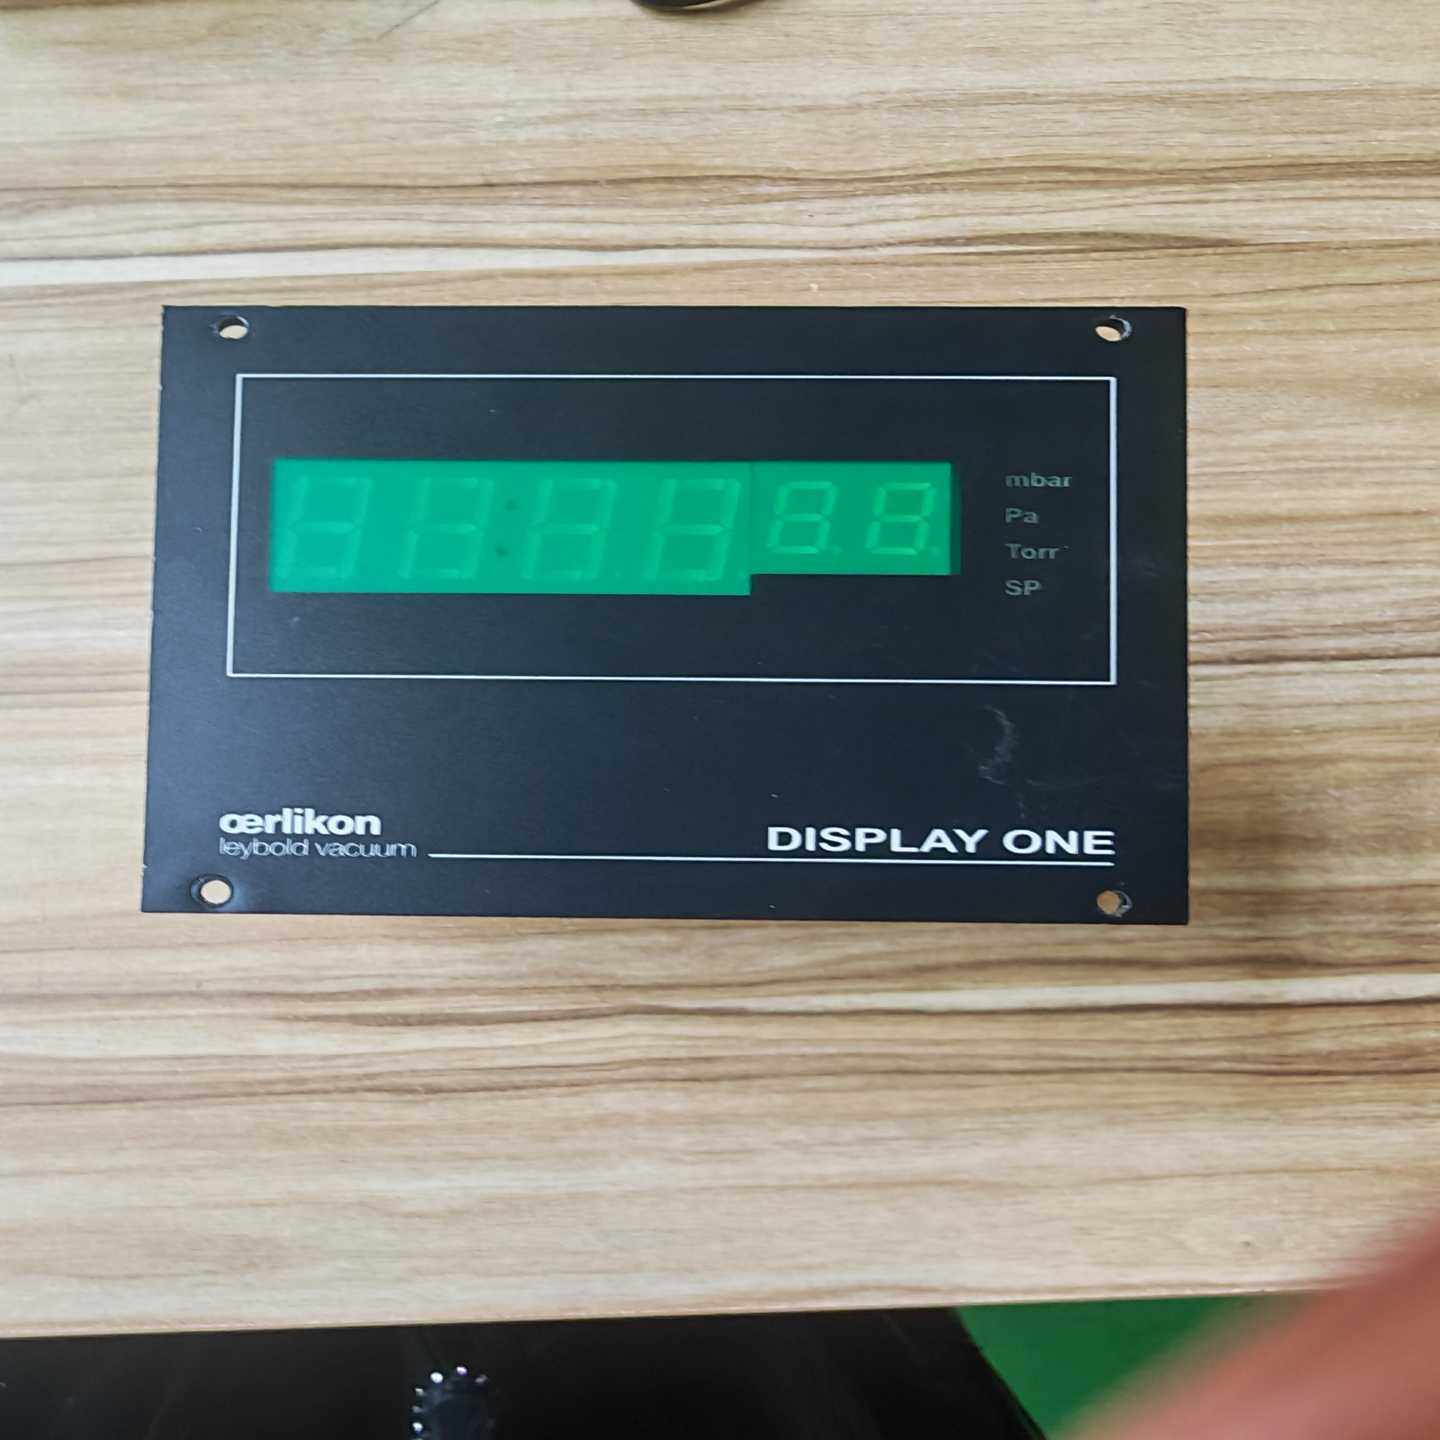 mbar
Pa
Torr
SP
œrlikon
leybold vacuum
DISPLAY ONE